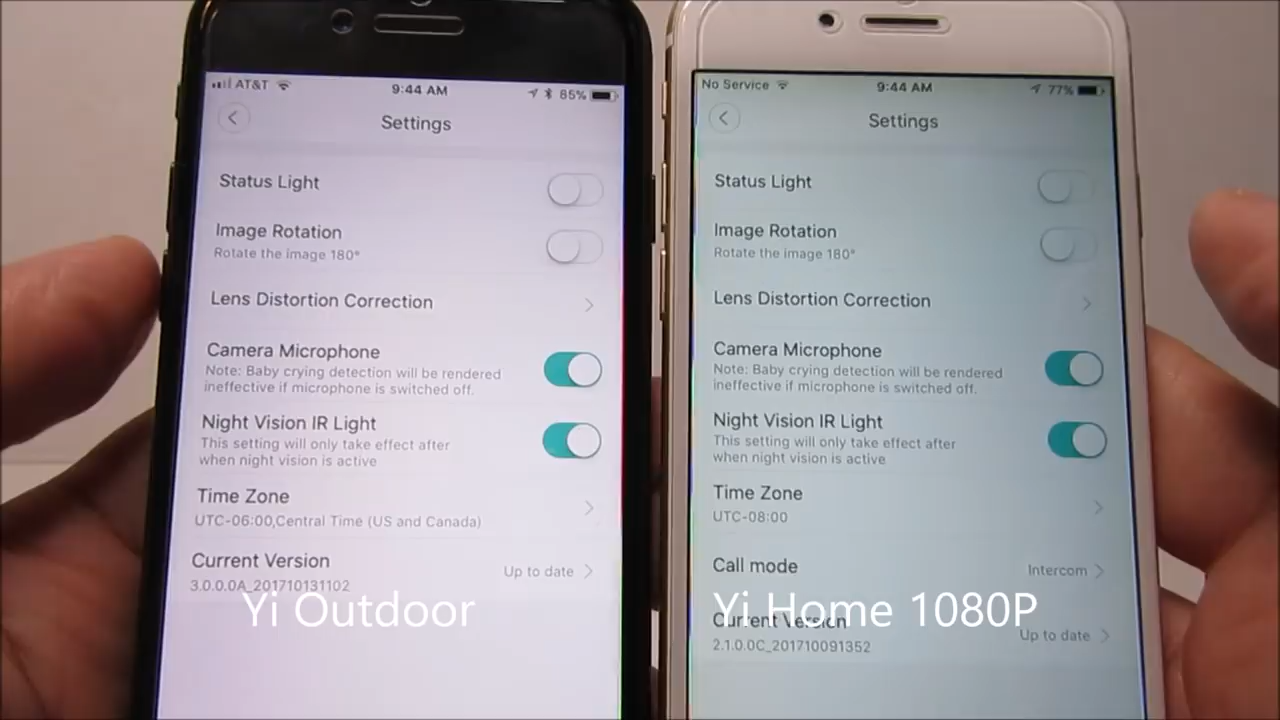 AT&T
9:44 AM
85%
Settings
Status Light
Image Rotation
Rotate the image 180°
Lens Distortion Correction
Camera Microphone
Note: Baby crying detection will be rendered
ineffective if microphone is switched off.
Night Vision IR Light
This setting will only take effect after
when night vision is active
Time Zone
UTC-06:00,Central Time (US and Canada)
Current Version
Up to date
3.0.0.0A_201710131102
Yi Outdoor
No Service
9:44 AM
77%
Settings
Status Light
Image Rotation
Rotate the image 180°
Lens Distortion Correction
Camera Microphone
Note: Baby crying detection will be rendered
ineffective if microphone is switched off.
Night Vision IR Light
This setting will only take effect after
when night vision is active
Time Zone
UTC-08:00
Call mode
Intercom
Yi Home 1080P
Current Version
Up to date
2.1.0.0C_201710091352